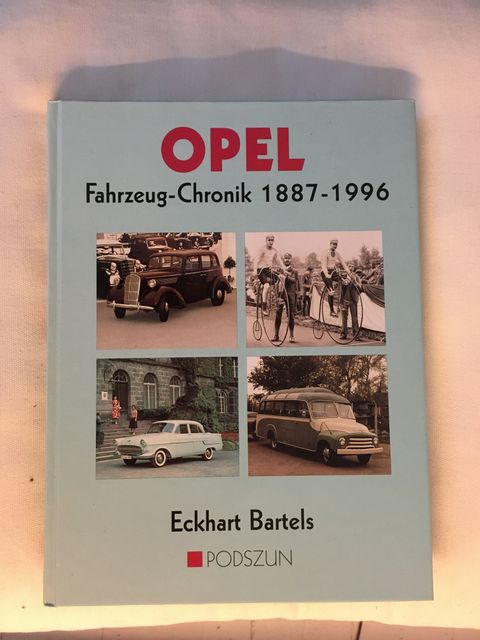 OPEL
Fahrzeug-Chronik 1887-1996
Eckhart Bartels
PODSZUN